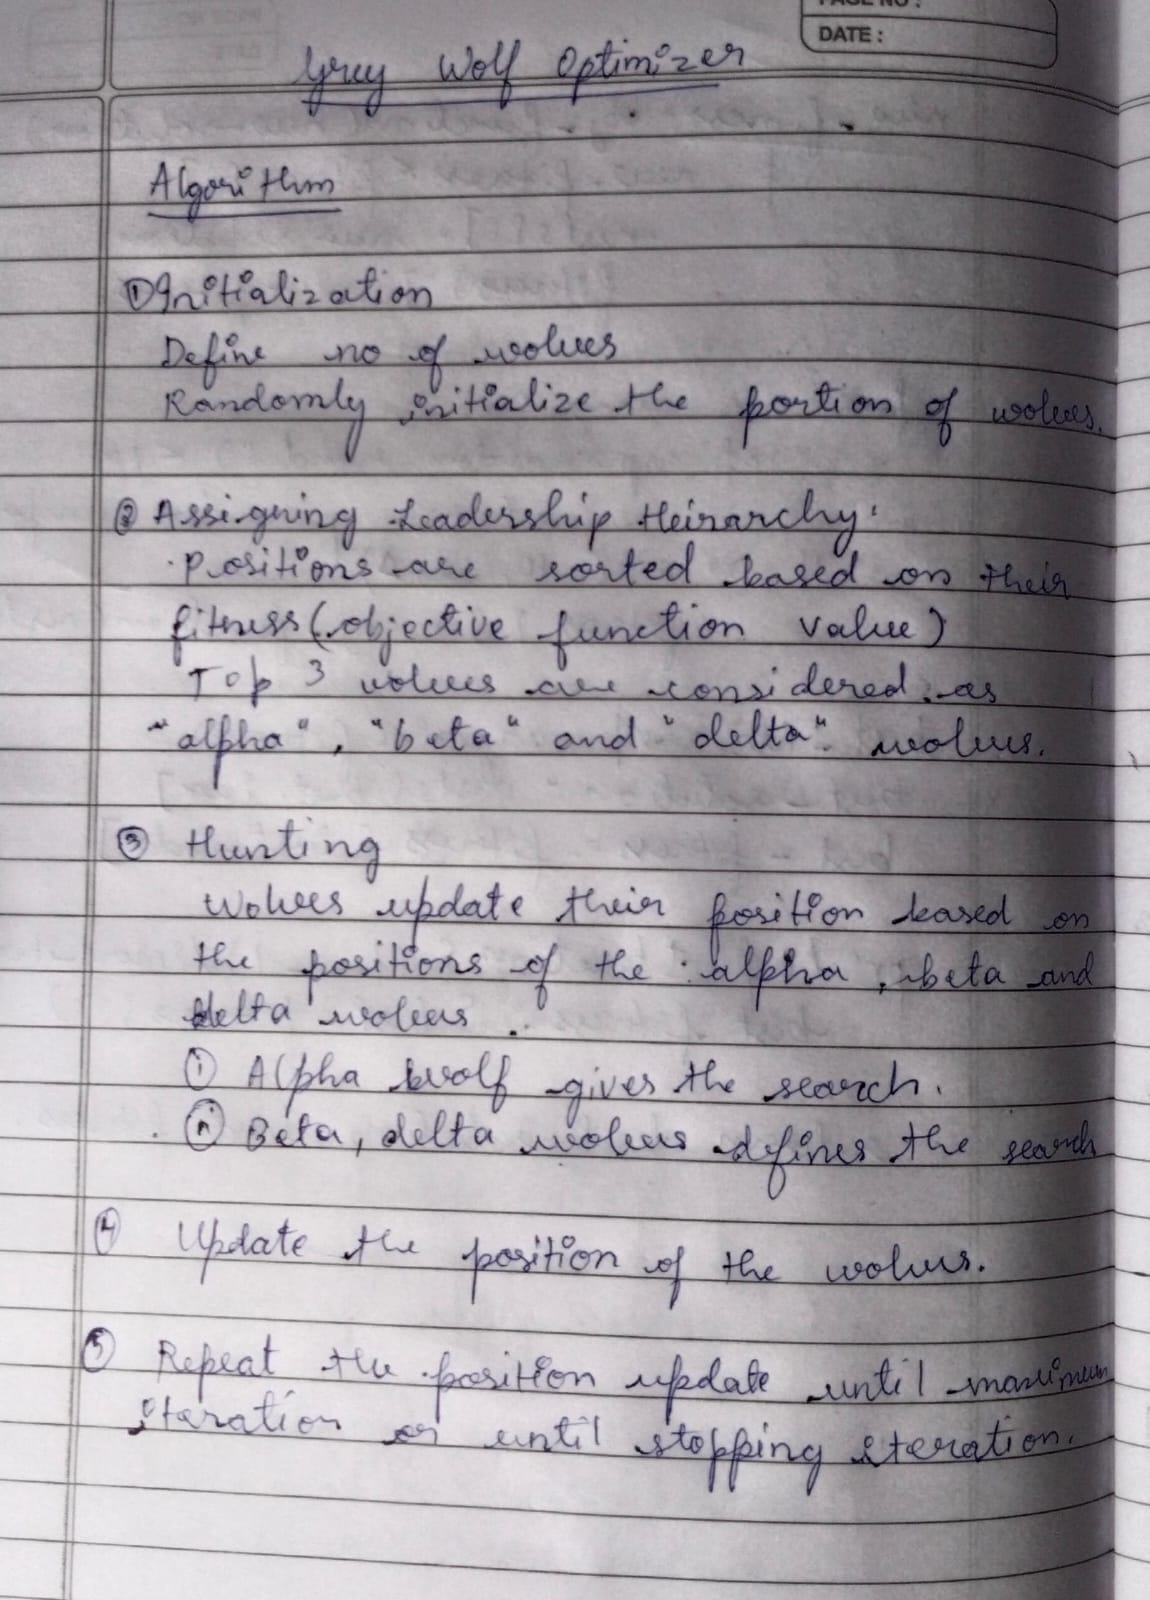 PAGE NO :
DATE :
Grey Wolf Optimizer
Algorithm
① Initialization
Define no of wolves
Randomly initialize the portion of wolves.
② Assigning Leadership Heirarchy:
· Positions are sorted based on their
fitness (objective function value)
Top 3 wolves are considered as
"alpha", "beta" and "delta" wolves.
③ Hunting
Wolves update their position based on
the positions of the alpha, beta and
delta wolves.
① Alpha wolf gives the search.
ⓘⓘ Beta, delta wolves defines the search
④ Update the position of the wolves.
⑤ Repeat the position update until maximum
iteration or until stopping iteration.